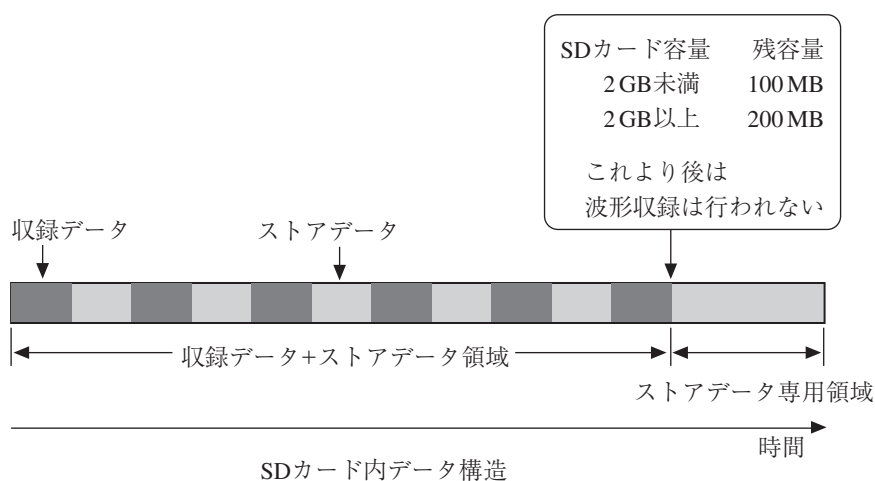 SDカード容量 残容量
2GB未満 100MB
2GB以上 200MB
これより後は
波形収録は行われない
収録データ ストアデータ
収録データ+ストアデータ領域
ストアデータ専用領域
時間
SDカード内データ構造